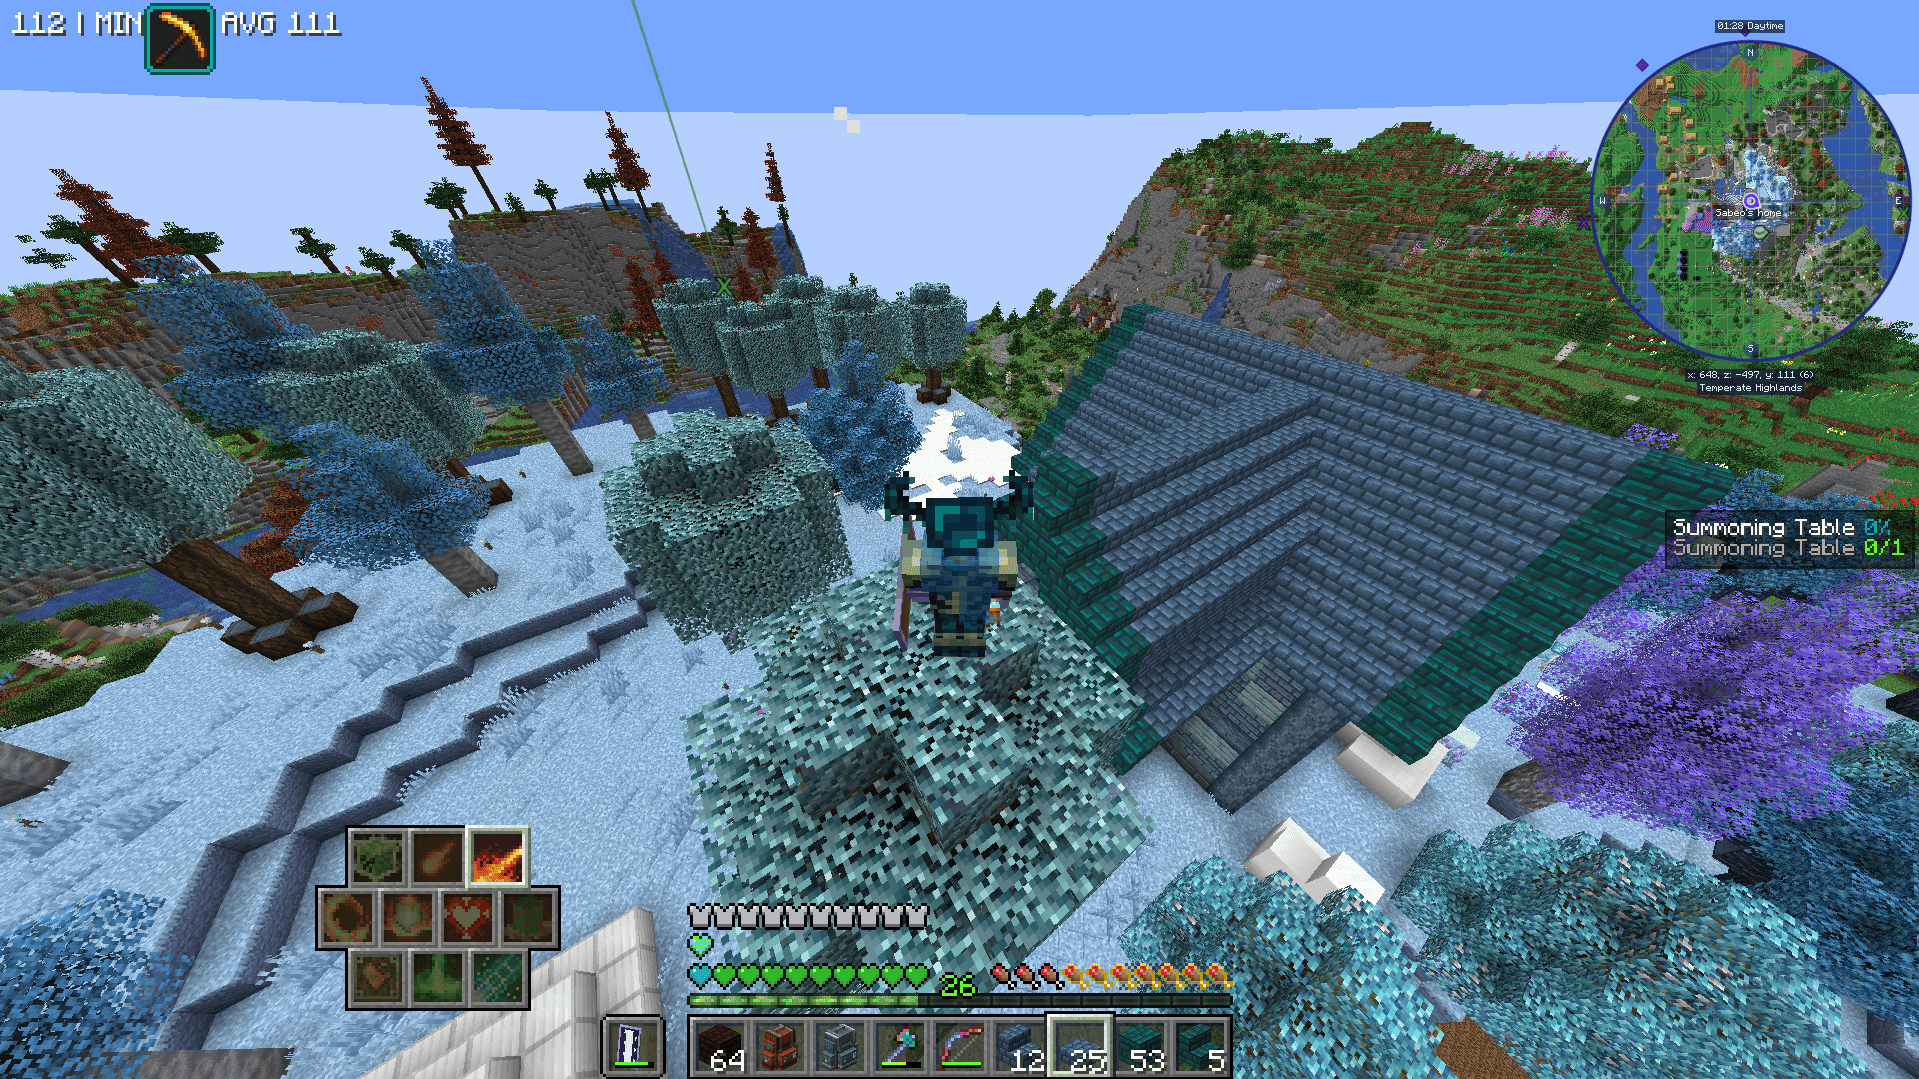 112 | MIN AVG 111
01:28 Daytime
N
W
E
Sabeo's home
S
x: 648, z: -497, y: 111 (6)
Temperate Highlands
Summoning Table 0%
Summoning Table 0/1
26
64
12
25
53
5